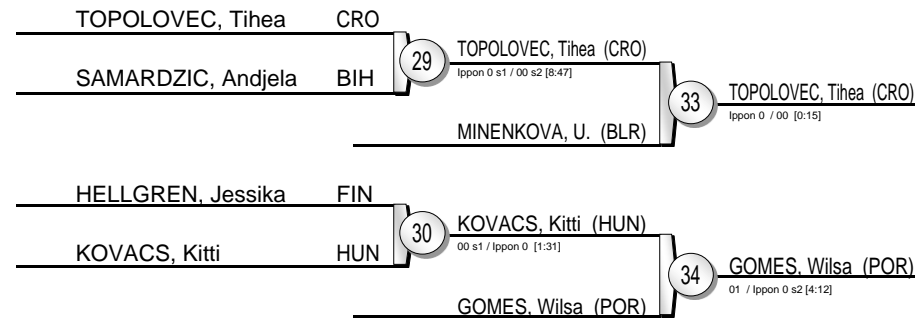 TOPOLOVEC, Tihea CRO
SAMARDZIC, Andjela BIH
29
TOPOLOVEC, Tihea (CRO)
Ippon 0 s1 / 00 s2 [8:47]
MINENKOVA, U. (BLR)
33
TOPOLOVEC, Tihea (CRO)
Ippon 0 / 00 [0:15]
HELLGREN, Jessika FIN
KOVACS, Kitti HUN
30
KOVACS, Kitti (HUN)
00 s1 / Ippon 0 [1:31]
GOMES, Wilsa (POR)
34
GOMES, Wilsa (POR)
01 / Ippon 0 s2 [4:12]